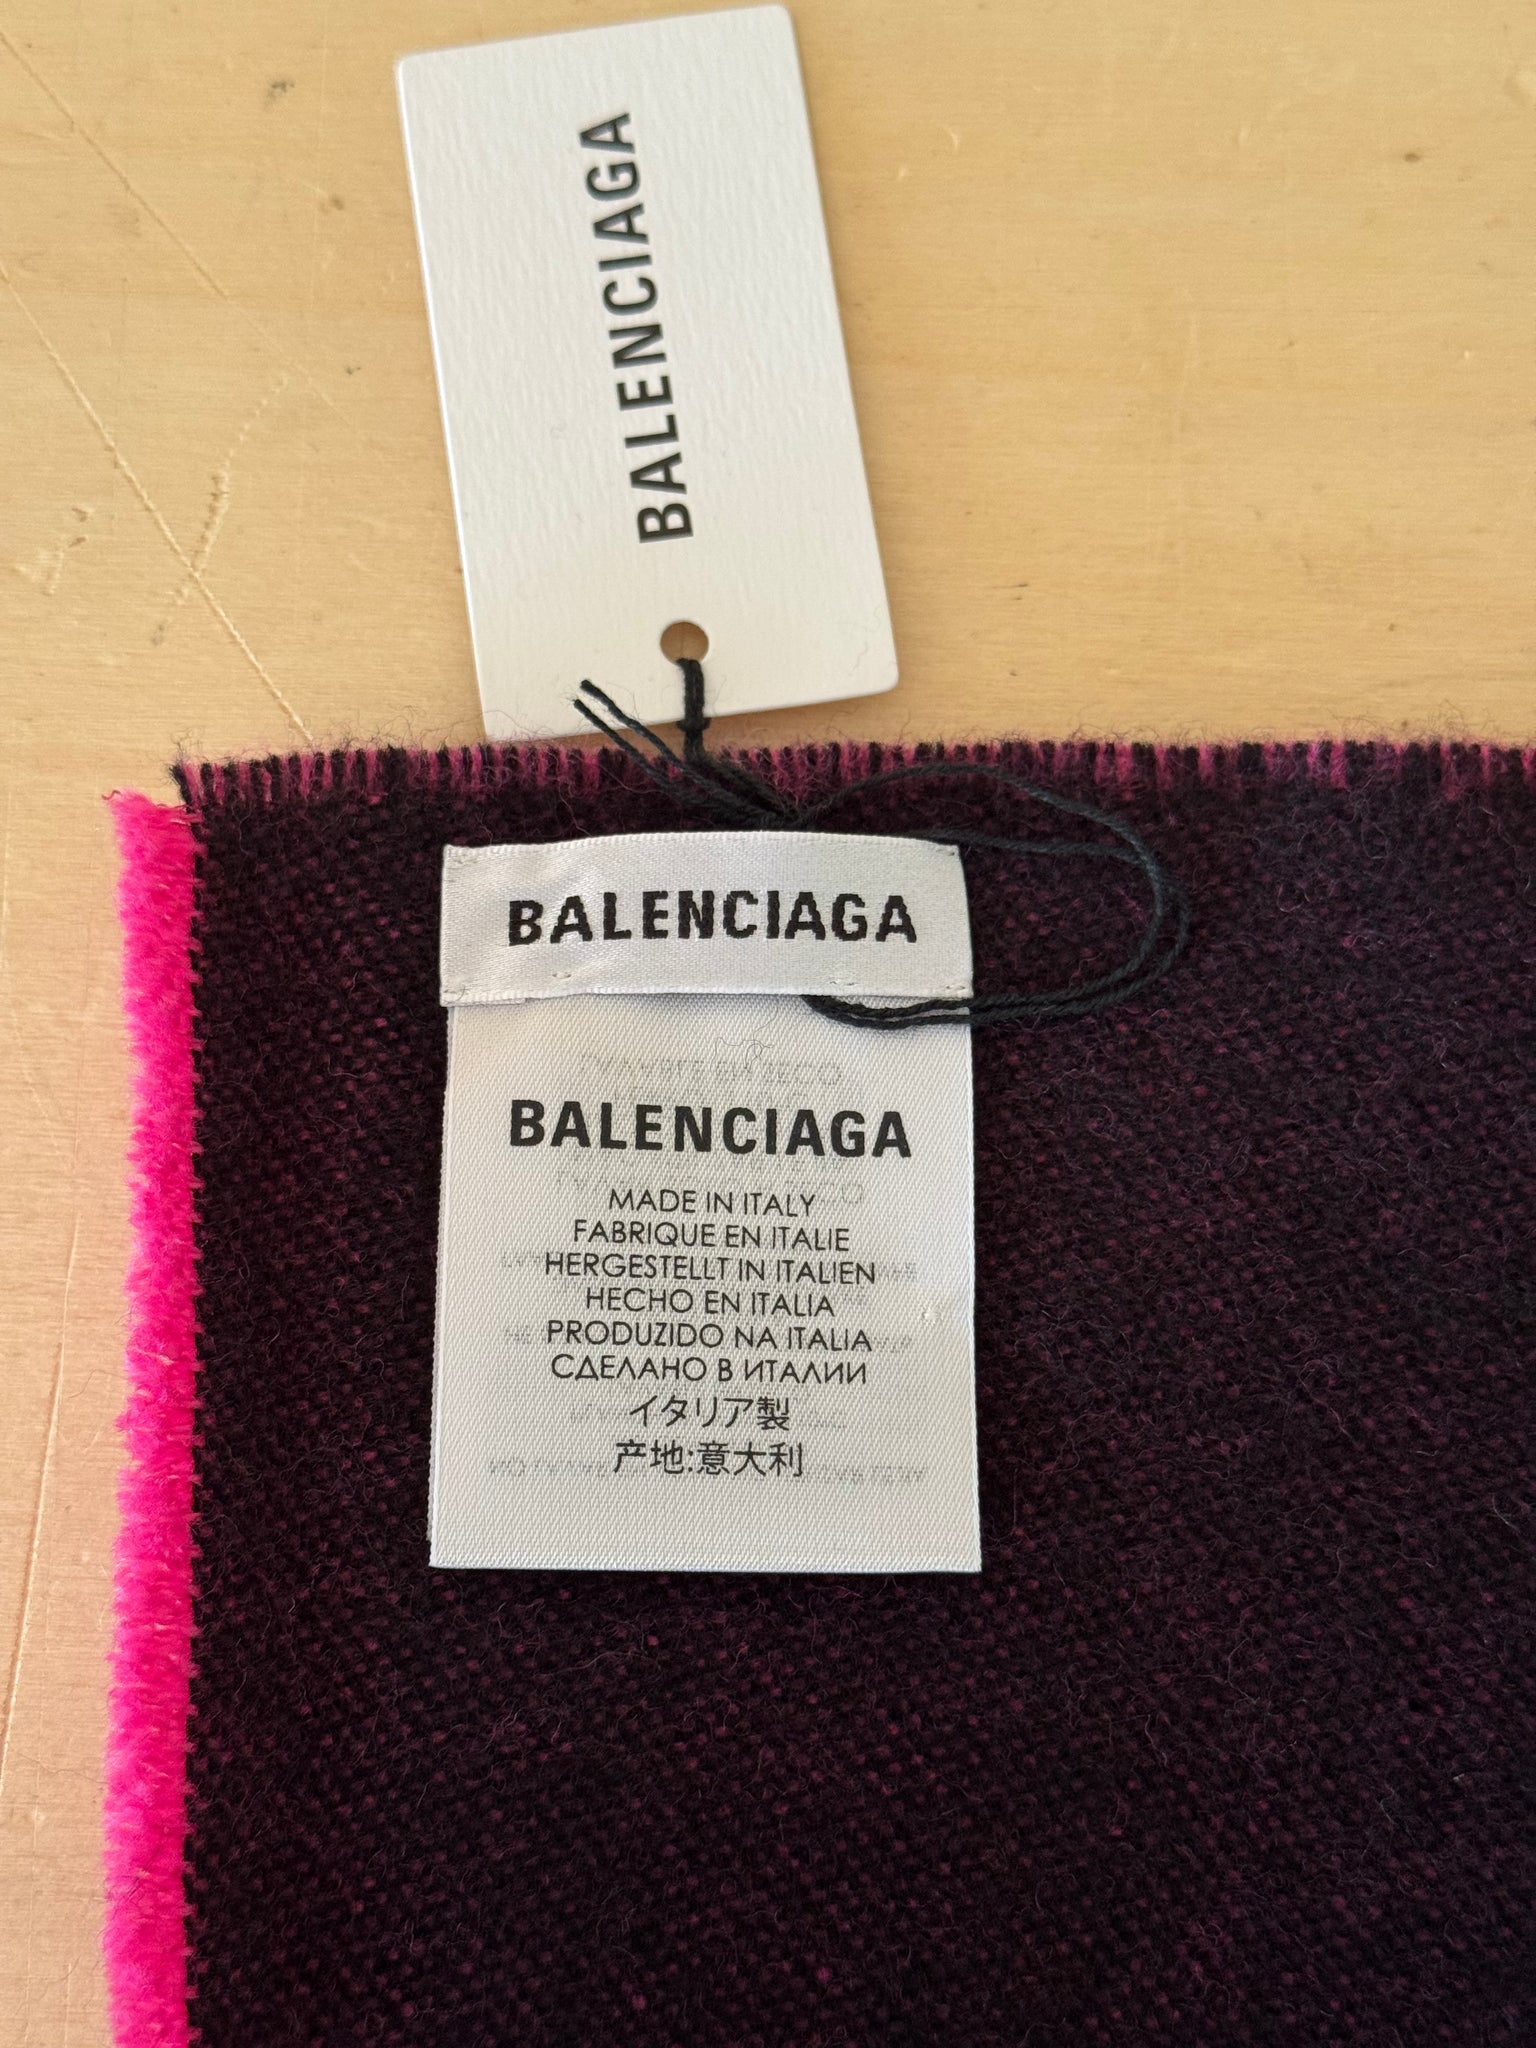 BALENCIAGA
BALENCIAGA
BALENCIAGA
MADE IN ITALY
FABRIQUE EN ITALIE
HERGESTELLT IN ITALIEN
HECHO EN ITALIA
PRODUZIDO NA ITALIA
СДЕЛАНО В ИТАЛИИ
イタリア製
产地:意大利